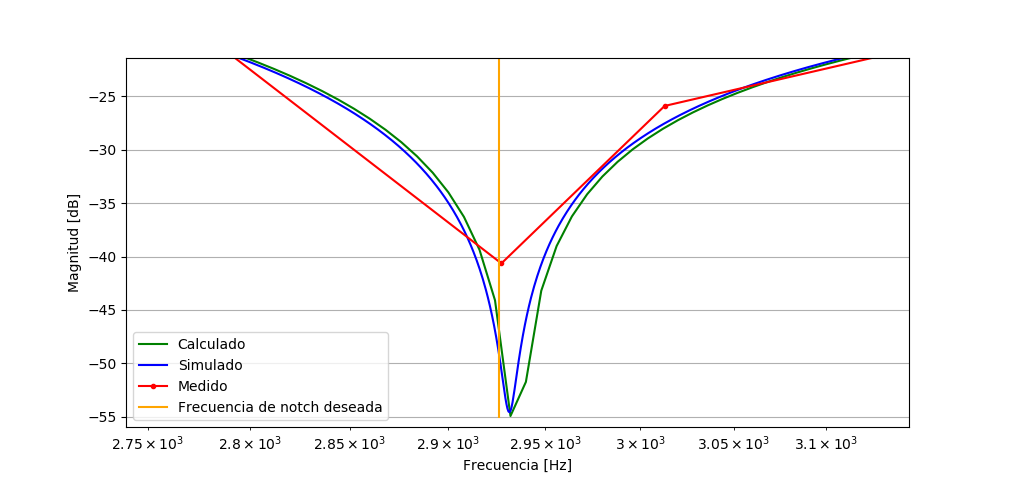 Magnitud [dB]
−25
−30
−35
−40
−45
−50
−55
Calculado
Simulado
Medido
Frecuencia de notch deseada
2.75 × 10³ 2.8 × 10³ 2.85 × 10³ 2.9 × 10³ 2.95 × 10³ 3 × 10³ 3.05 × 10³ 3.1 × 10³
Frecuencia [Hz]